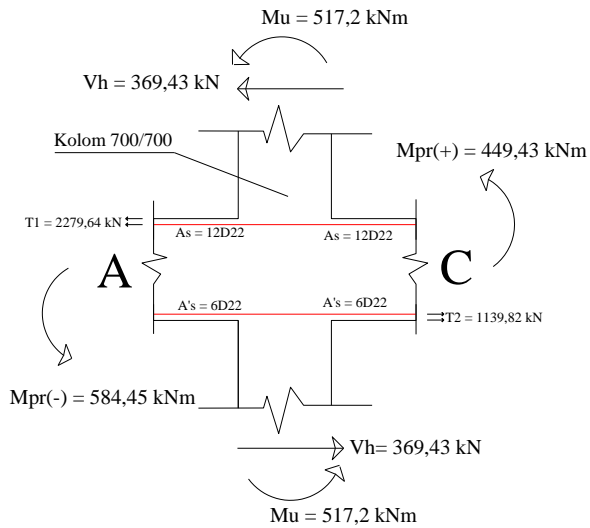 Mu = 517,2 kNm
Vh = 369,43 kN
Kolom 700/700
Mpr(+) = 449,43 kNm
T1 = 2279,64 kN
As = 12D22
As = 12D22
A
C
A's = 6D22
A's = 6D22
T2 = 1139,82 kN
Mpr(-) = 584,45 kNm
Vh= 369,43 kN
Mu = 517,2 kNm